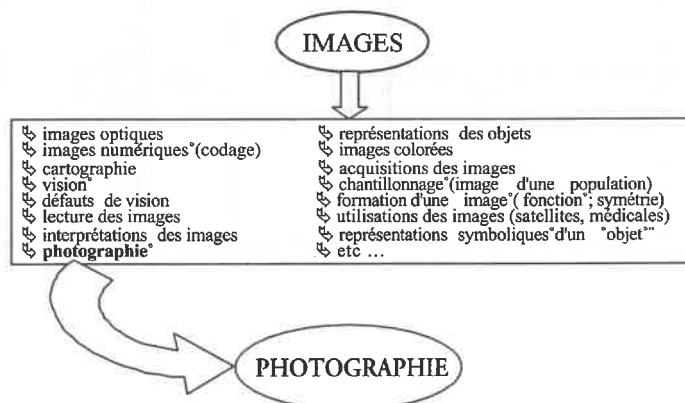 IMAGES
images optiques
images numériques°(codage)
cartographie
vision°
défauts de vision
lecture des images
interprétations des images
photographie°
représentations des objets
images colorées
acquisitions des images
chantillonnage°(image d'une population)
formation d'une image°( fonction°; symétrie)
utilisations des images (satellites, médicales)
représentations symboliques°d'un °objet°¨
etc ...
PHOTOGRAPHIE